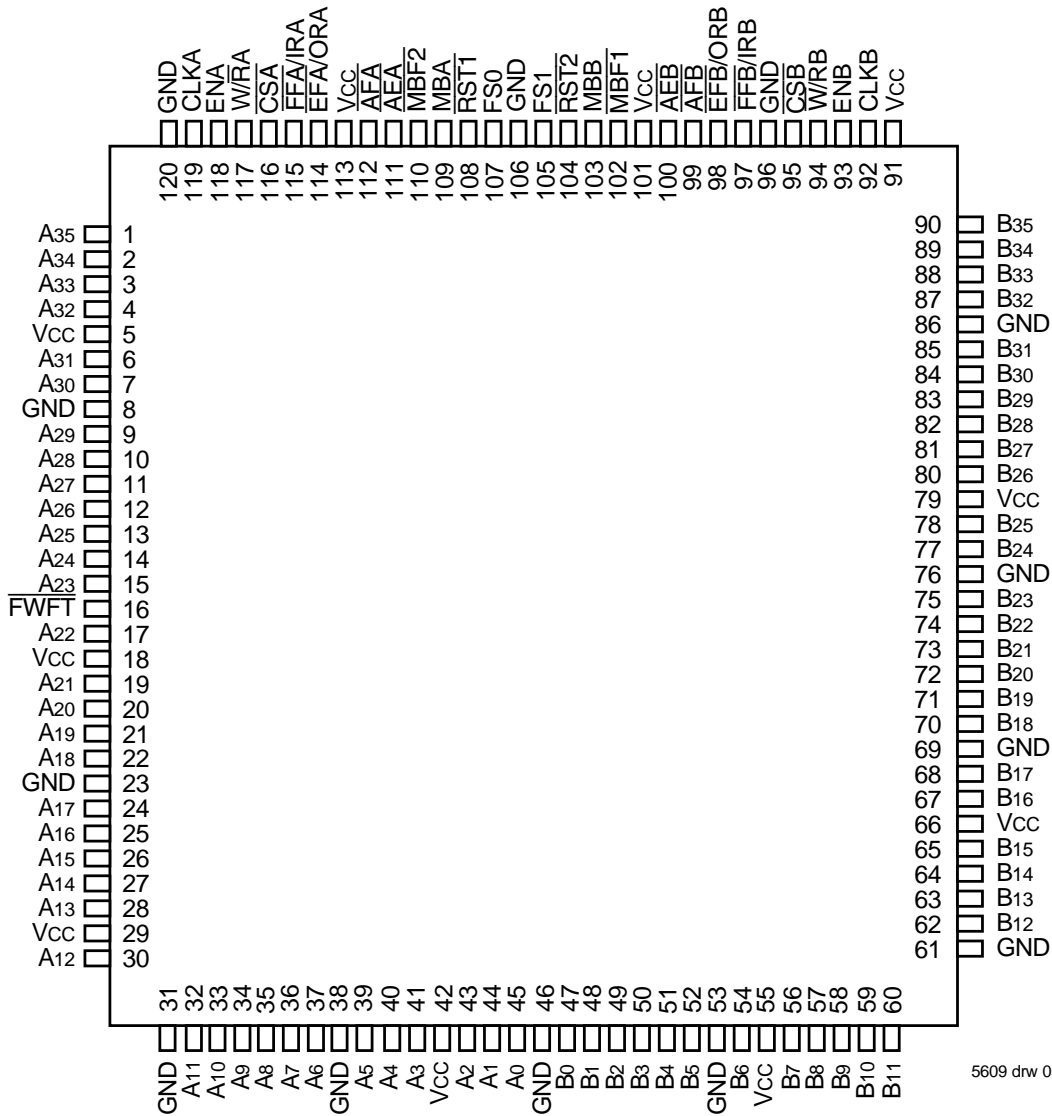 GND
CLKA
ENA
W/RA
CSA
FFA/IRA
EFA/ORA
VCC
AFA
AEA
MBF2
MBA
RST1
FS0
GND
FS1
RST2
MBB
MBF1
VCC
AEB
AFB
EFB/ORB
FFB/IRB
GND
CSB
W/RB
ENB
CLKB
VCC
120
119
118
117
116
115
114
113
112
111
110
109
108
107
106
105
104
103
102
101
100
99
98
97
96
95
94
93
92
91
A35 1
A34 2
A33 3
A32 4
VCC 5
A31 6
A30 7
GND 8
A29 9
A28 10
A27 11
A26 12
A25 13
A24 14
A23 15
FWFT 16
A22 17
VCC 18
A21 19
A20 20
A19 21
A18 22
GND 23
A17 24
A16 25
A15 26
A14 27
A13 28
VCC 29
A12 30
90 B35
89 B34
88 B33
87 B32
86 GND
85 B31
84 B30
83 B29
82 B28
81 B27
80 B26
79 VCC
78 B25
77 B24
76 GND
75 B23
74 B22
73 B21
72 B20
71 B19
70 B18
69 GND
68 B17
67 B16
66 VCC
65 B15
64 B14
63 B13
62 B12
61 GND
31
32
33
34
35
36
37
38
39
40
41
42
43
44
45
46
47
48
49
50
51
52
53
54
55
56
57
58
59
60
GND
A11
A10
A9
A8
A7
A6
GND
A5
A4
A3
VCC
A2
A1
A0
GND
B0
B1
B2
B3
B4
B5
GND
B6
VCC
B7
B8
B9
B10
B11
5609 drw 0